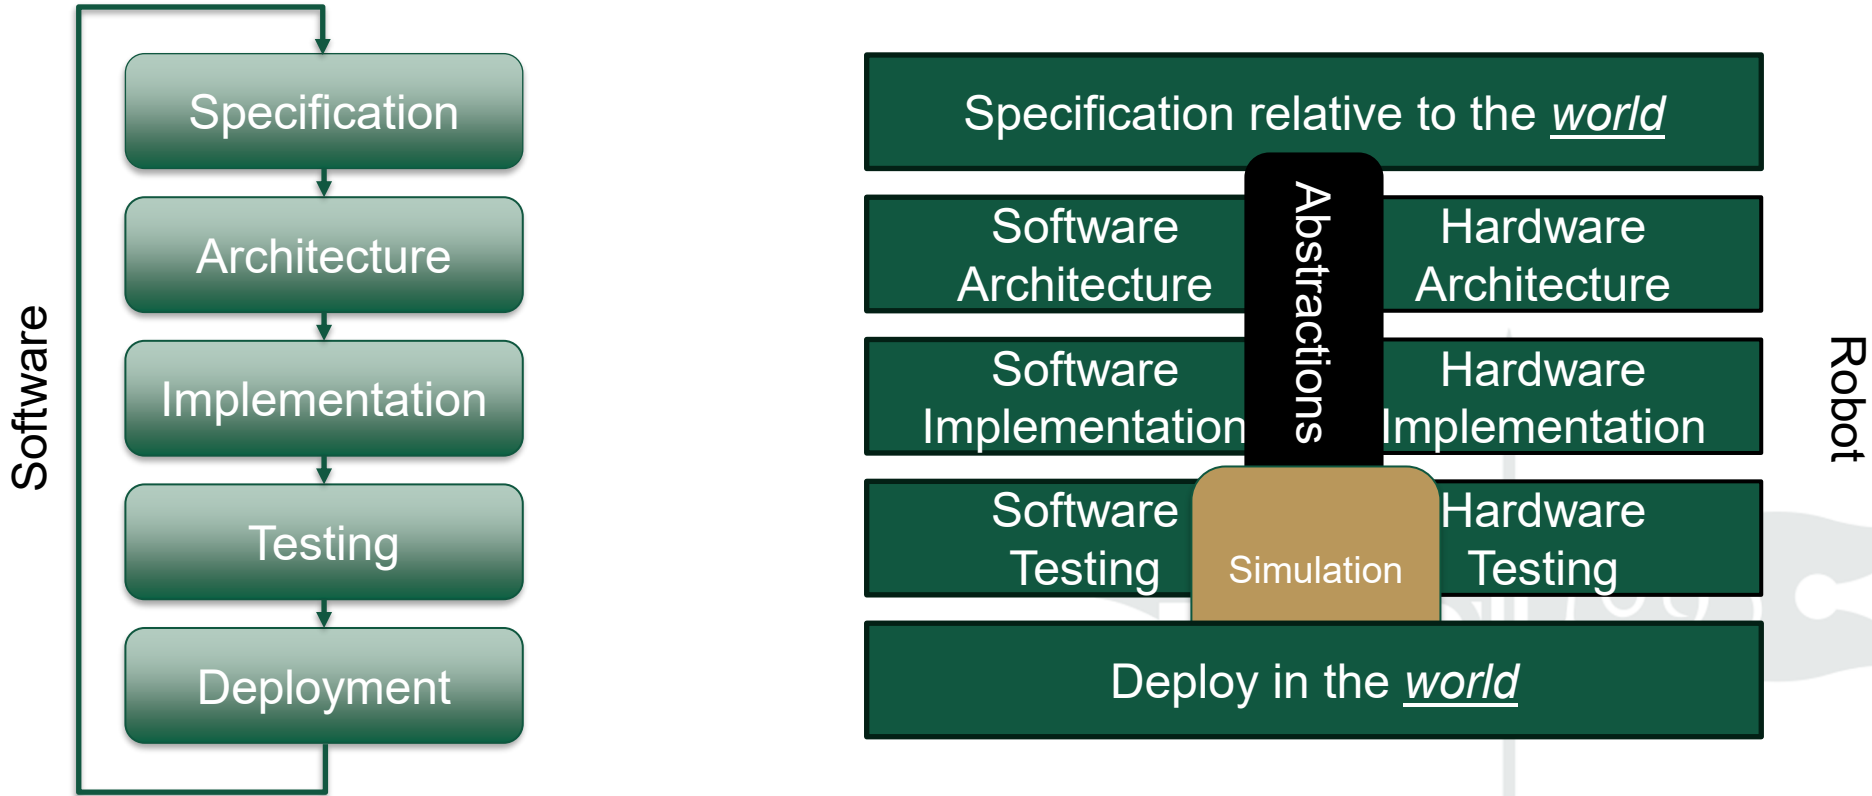 Software
Specification
Architecture
Implementation
Testing
Deployment
Specification relative to the world
Software
Architecture
Hardware
Architecture
Abstractions
Software
Implementation
Hardware
Implementation
Software
Testing
Simulation
Hardware
Testing
Deploy in the world
Robot